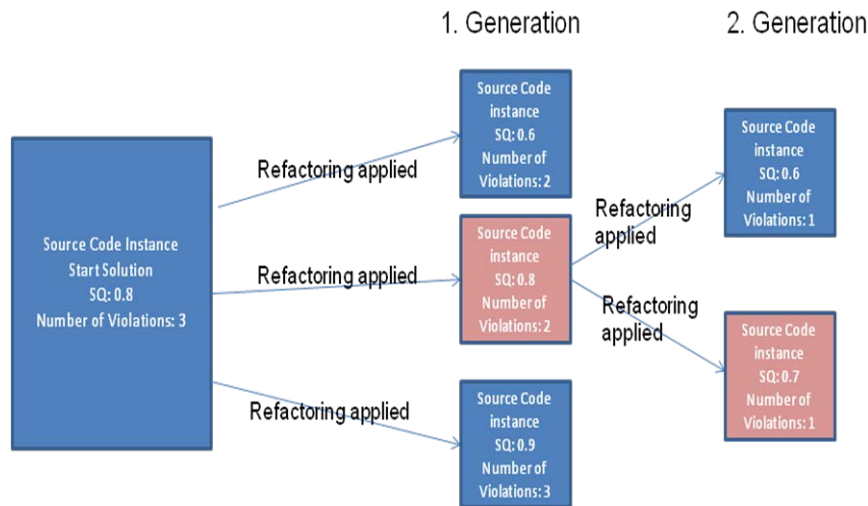 1. Generation
2. Generation
Source Code Instance
Start Solution
SQ: 0.8
Number of Violations: 3
Refactoring applied
Refactoring applied
Refactoring applied
Source Code
instance
SQ: 0.6
Number of
Violations: 2
Source Code
instance
SQ: 0.8
Number of
Violations: 2
Source Code
instance
SQ: 0.9
Number of
Violations: 3
Refactoring
applied
Refactoring
applied
Source Code
instance
SQ: 0.6
Number of
Violations: 1
Source Code
instance
SQ: 0.7
Number of
Violations: 1